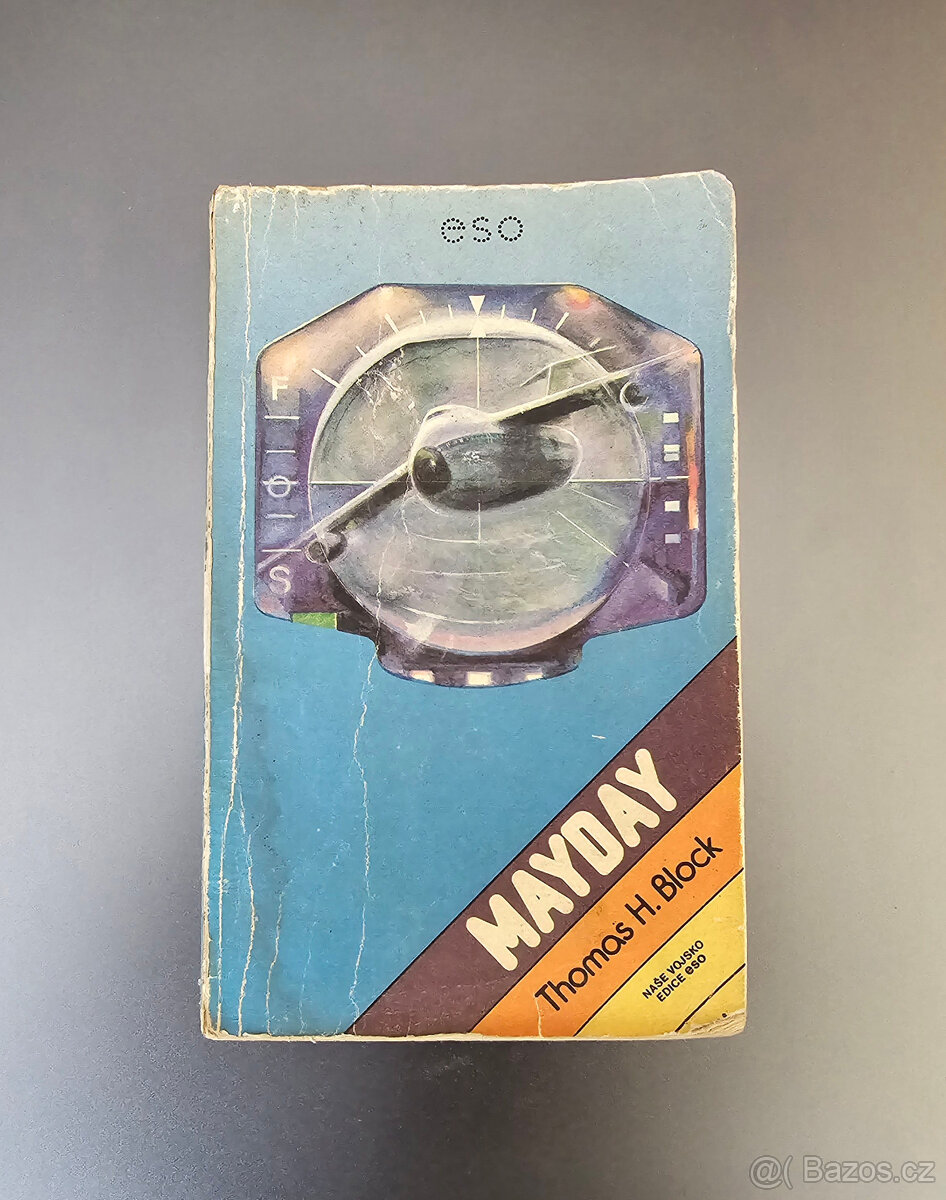 eso
F
O
S
MAYDAY
Thomas H. Block
NAŠE VOJSKO
EDICE eso
@( Bazos.cz